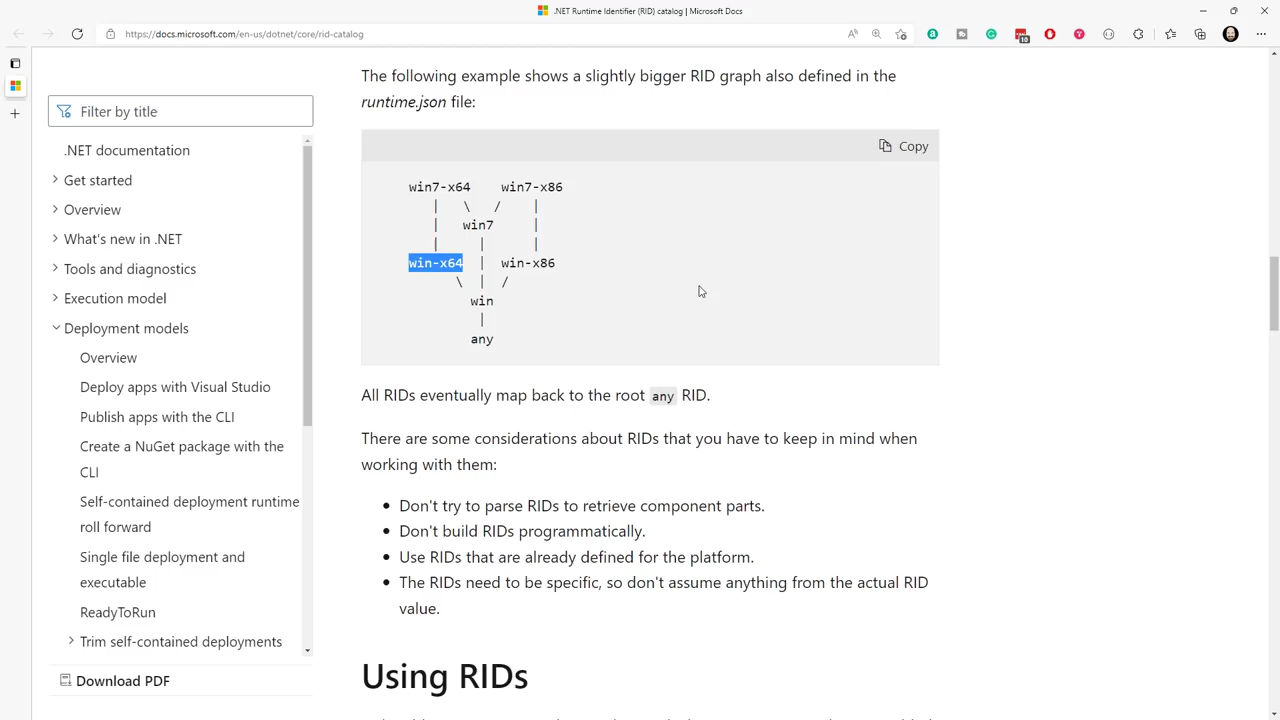 .NET Runtime Identifier (RID) catalog | Microsoft Docs
https://docs.microsoft.com/en-us/dotnet/core/rid-catalog
10
Filter by title
.NET documentation
Get started
Overview
What's new in .NET
Tools and diagnostics
Execution model
Deployment models
Overview
Deploy apps with Visual Studio
Publish apps with the CLI
Create a NuGet package with the
CLI
Self-contained deployment runtime
roll forward
Single file deployment and
executable
ReadyToRun
Trim self-contained deployments
Download PDF
The following example shows a slightly bigger RID graph also defined in the
runtime.json file:
Copy
win7-x64    win7-x86
   |   \   /    |
   |   win7     |
   |     |      |
win-x64  |  win-x86
      \  |  /
        win
         |
        any
All RIDs eventually map back to the root any RID.
There are some considerations about RIDs that you have to keep in mind when
working with them:
• Don't try to parse RIDs to retrieve component parts.
• Don't build RIDs programmatically.
• Use RIDs that are already defined for the platform.
• The RIDs need to be specific, so don't assume anything from the actual RID
value.
Using RIDs